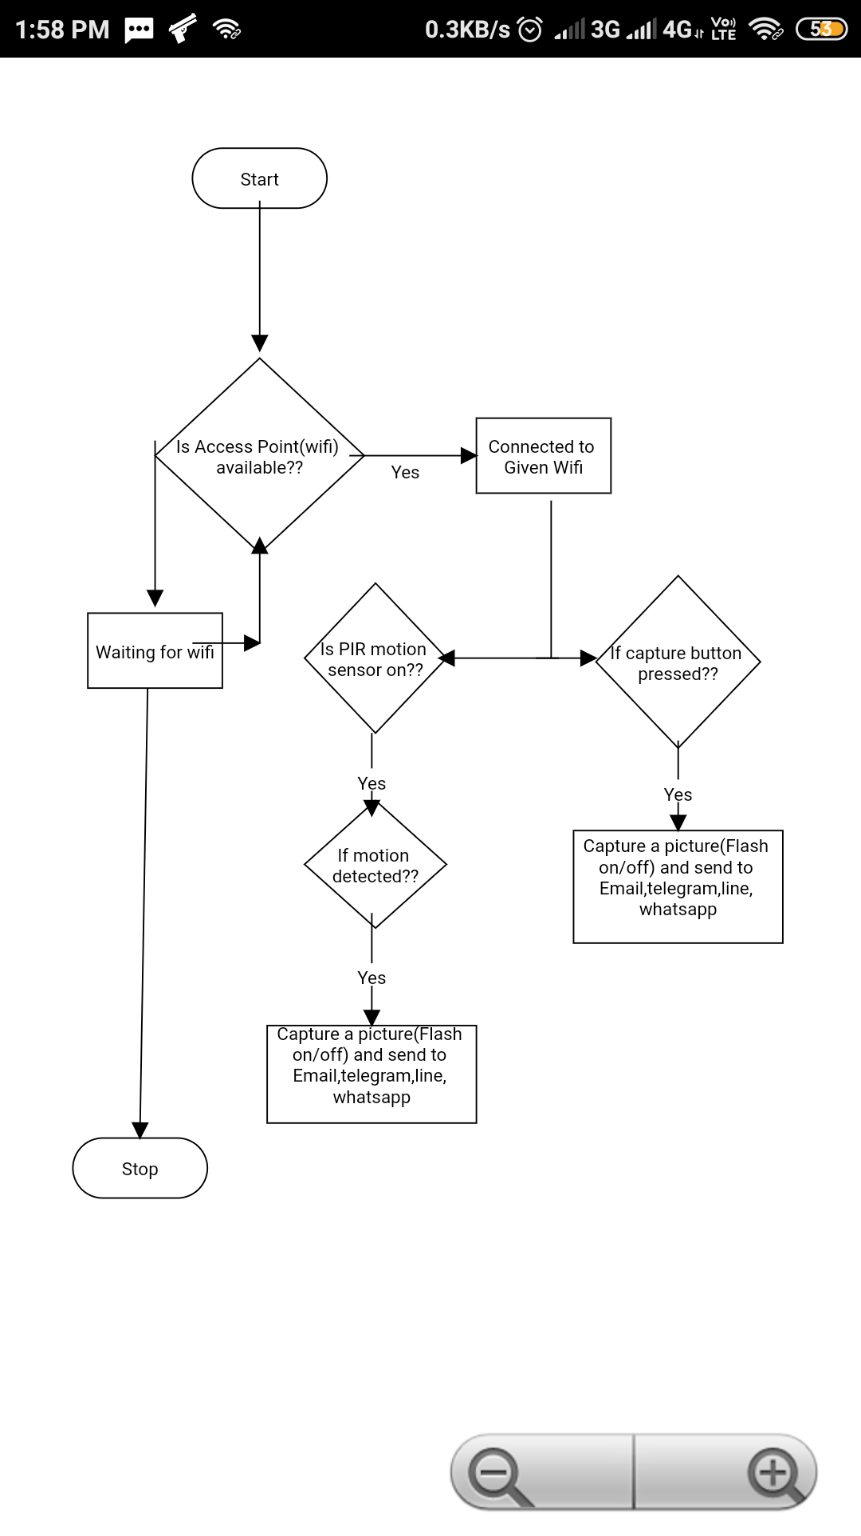 1:58 PM
0.3KB/s
3G
4G
Vo))
LTE
53
Start
Is Access Point(wifi)
available??
Yes
Connected to
Given Wifi
Waiting for wifi
Is PIR motion
sensor on??
If capture button
pressed??
Yes
Yes
If motion
detected??
Capture a picture(Flash
on/off) and send to
Email,telegram,line,
whatsapp
Yes
Capture a picture(Flash
on/off) and send to
Email,telegram,line,
whatsapp
Stop